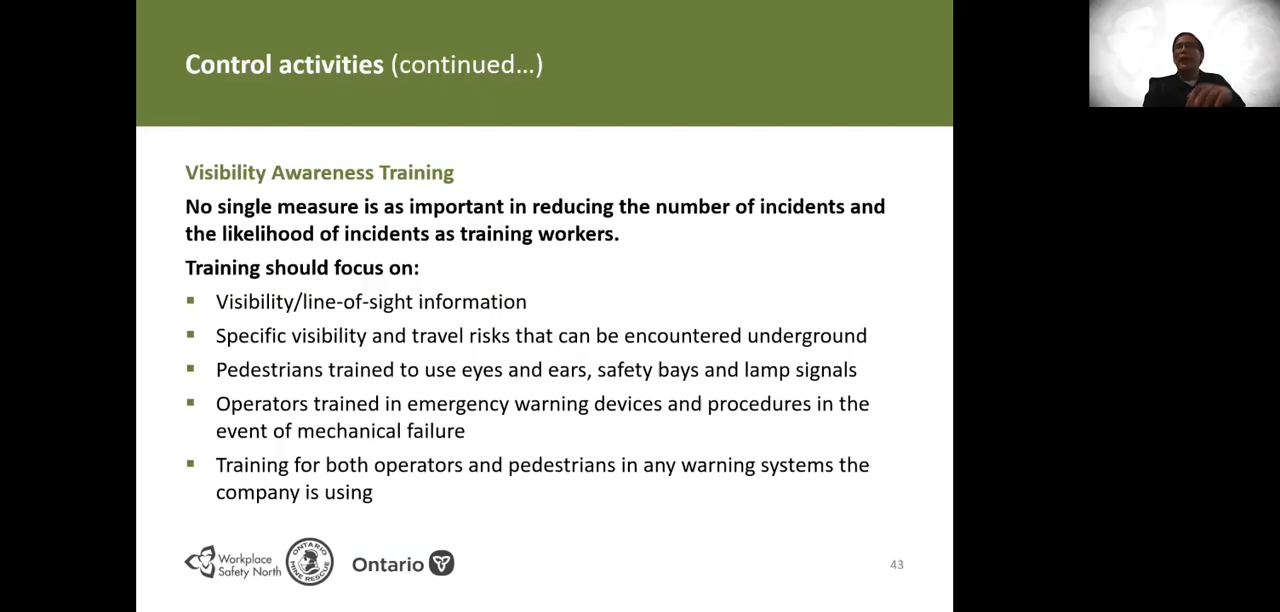 Control activities (continued...)
Visibility Awareness Training
No single measure is as important in reducing the number of incidents and
the likelihood of incidents as training workers.
Training should focus on:
▪ Visibility/line-of-sight information
▪ Specific visibility and travel risks that can be encountered underground
▪ Pedestrians trained to use eyes and ears, safety bays and lamp signals
▪ Operators trained in emergency warning devices and procedures in the
event of mechanical failure
▪ Training for both operators and pedestrians in any warning systems the
company is using
Workplace
Safety North
ONTARIO
MINE RESCUE
Ontario
43